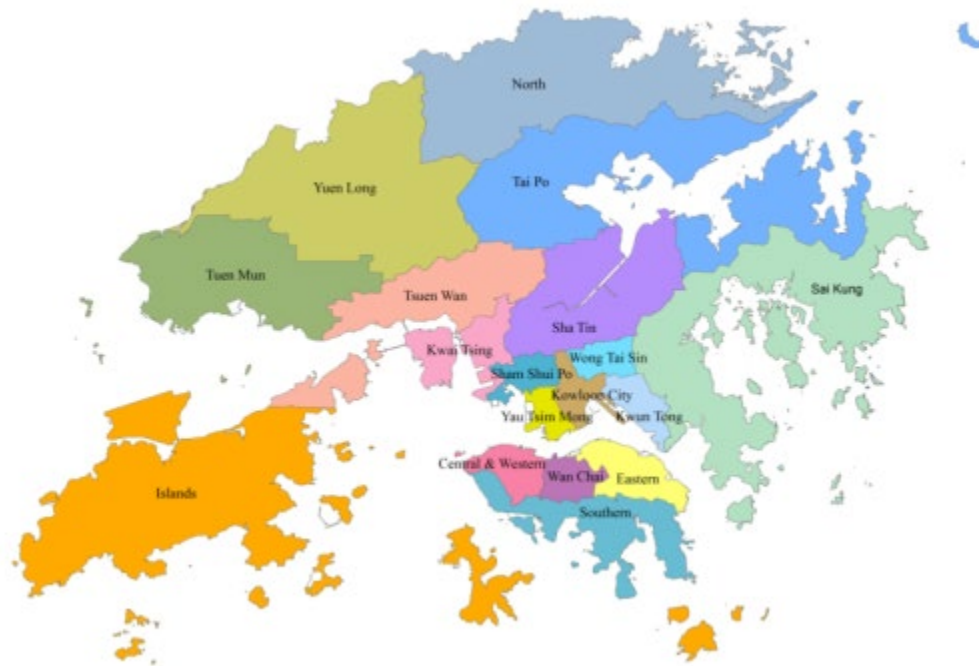 North
Tai Po
Yuen Long
Tuen Mun
Sai Kung
Tsuen Wan
Sha Tin
Kwai Tsing
Wong Tai Sin
Sham Shui Po
Kowloon City
Yau Tsim Mong
Kwun Tong
Central & Western
Wan Chai
Eastern
Islands
Southern